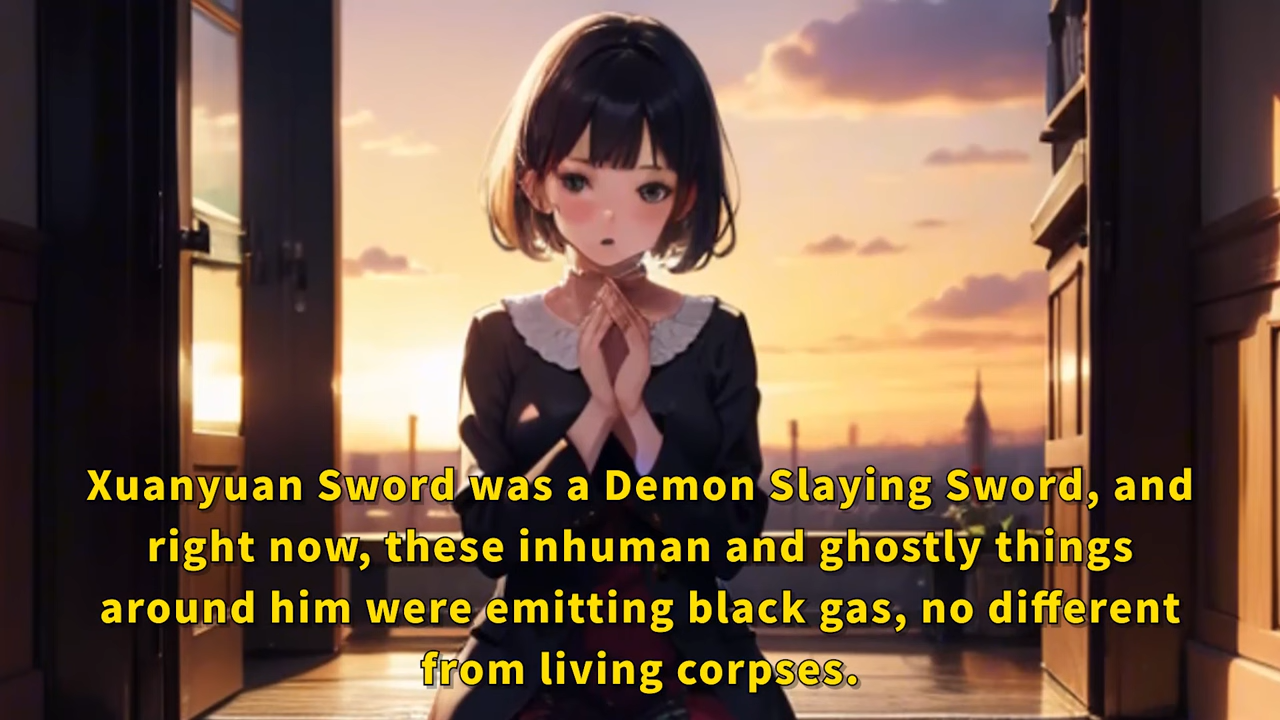 Xuanyuan Sword was a Demon Slaying Sword, and
right now, these inhuman and ghostly things
around him were emitting black gas, no different
from living corpses.